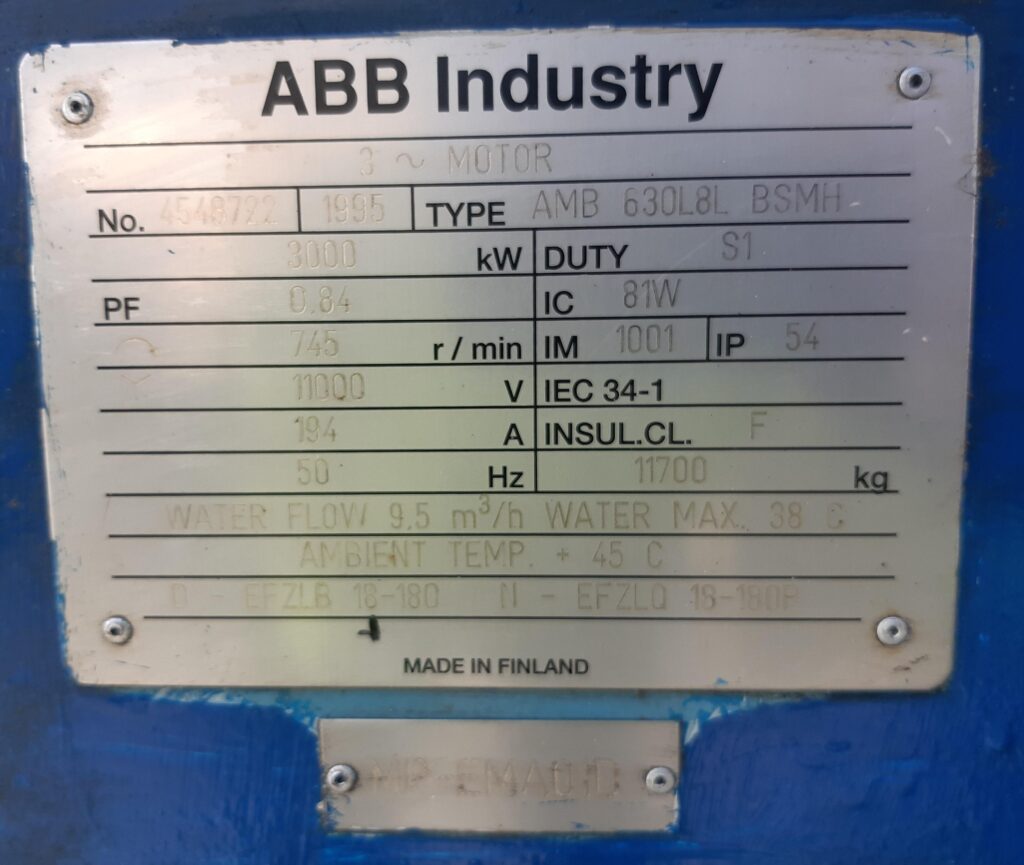 ABB Industry
3 ~ MOTOR
No. 4548722 1995 TYPE AMB 630L8L BSMH
3000 kW DUTY S1
PF 0.84 IC 81W
745 r/min IM 1001 IP 54
Y 11000 V IEC 34-1
194 A INSUL.CL. F
50 Hz 11700 kg
WATER FLOW 9.5 m³/h WATER MAX. 38 C
AMBIENT TEMP. + 45 C
D - EFZLB 18-180 N - EFZLQ 18-180P
MADE IN FINLAND